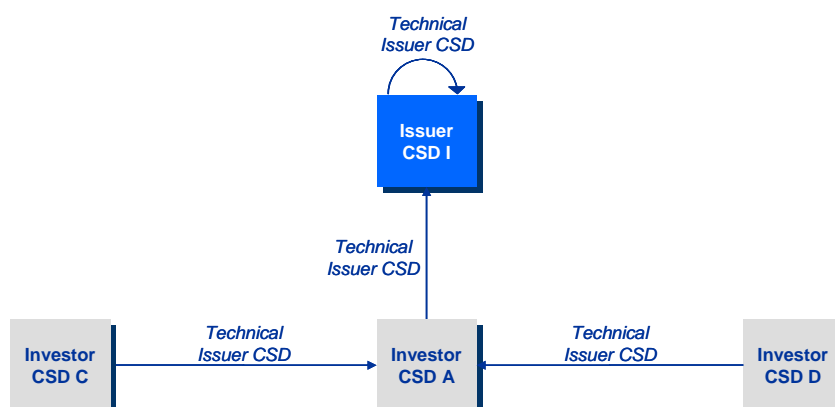 Technical
Issuer CSD
Issuer
CSD I
Technical
Issuer CSD
Investor
CSD C
Technical
Issuer CSD
Investor
CSD A
Technical
Issuer CSD
Investor
CSD D